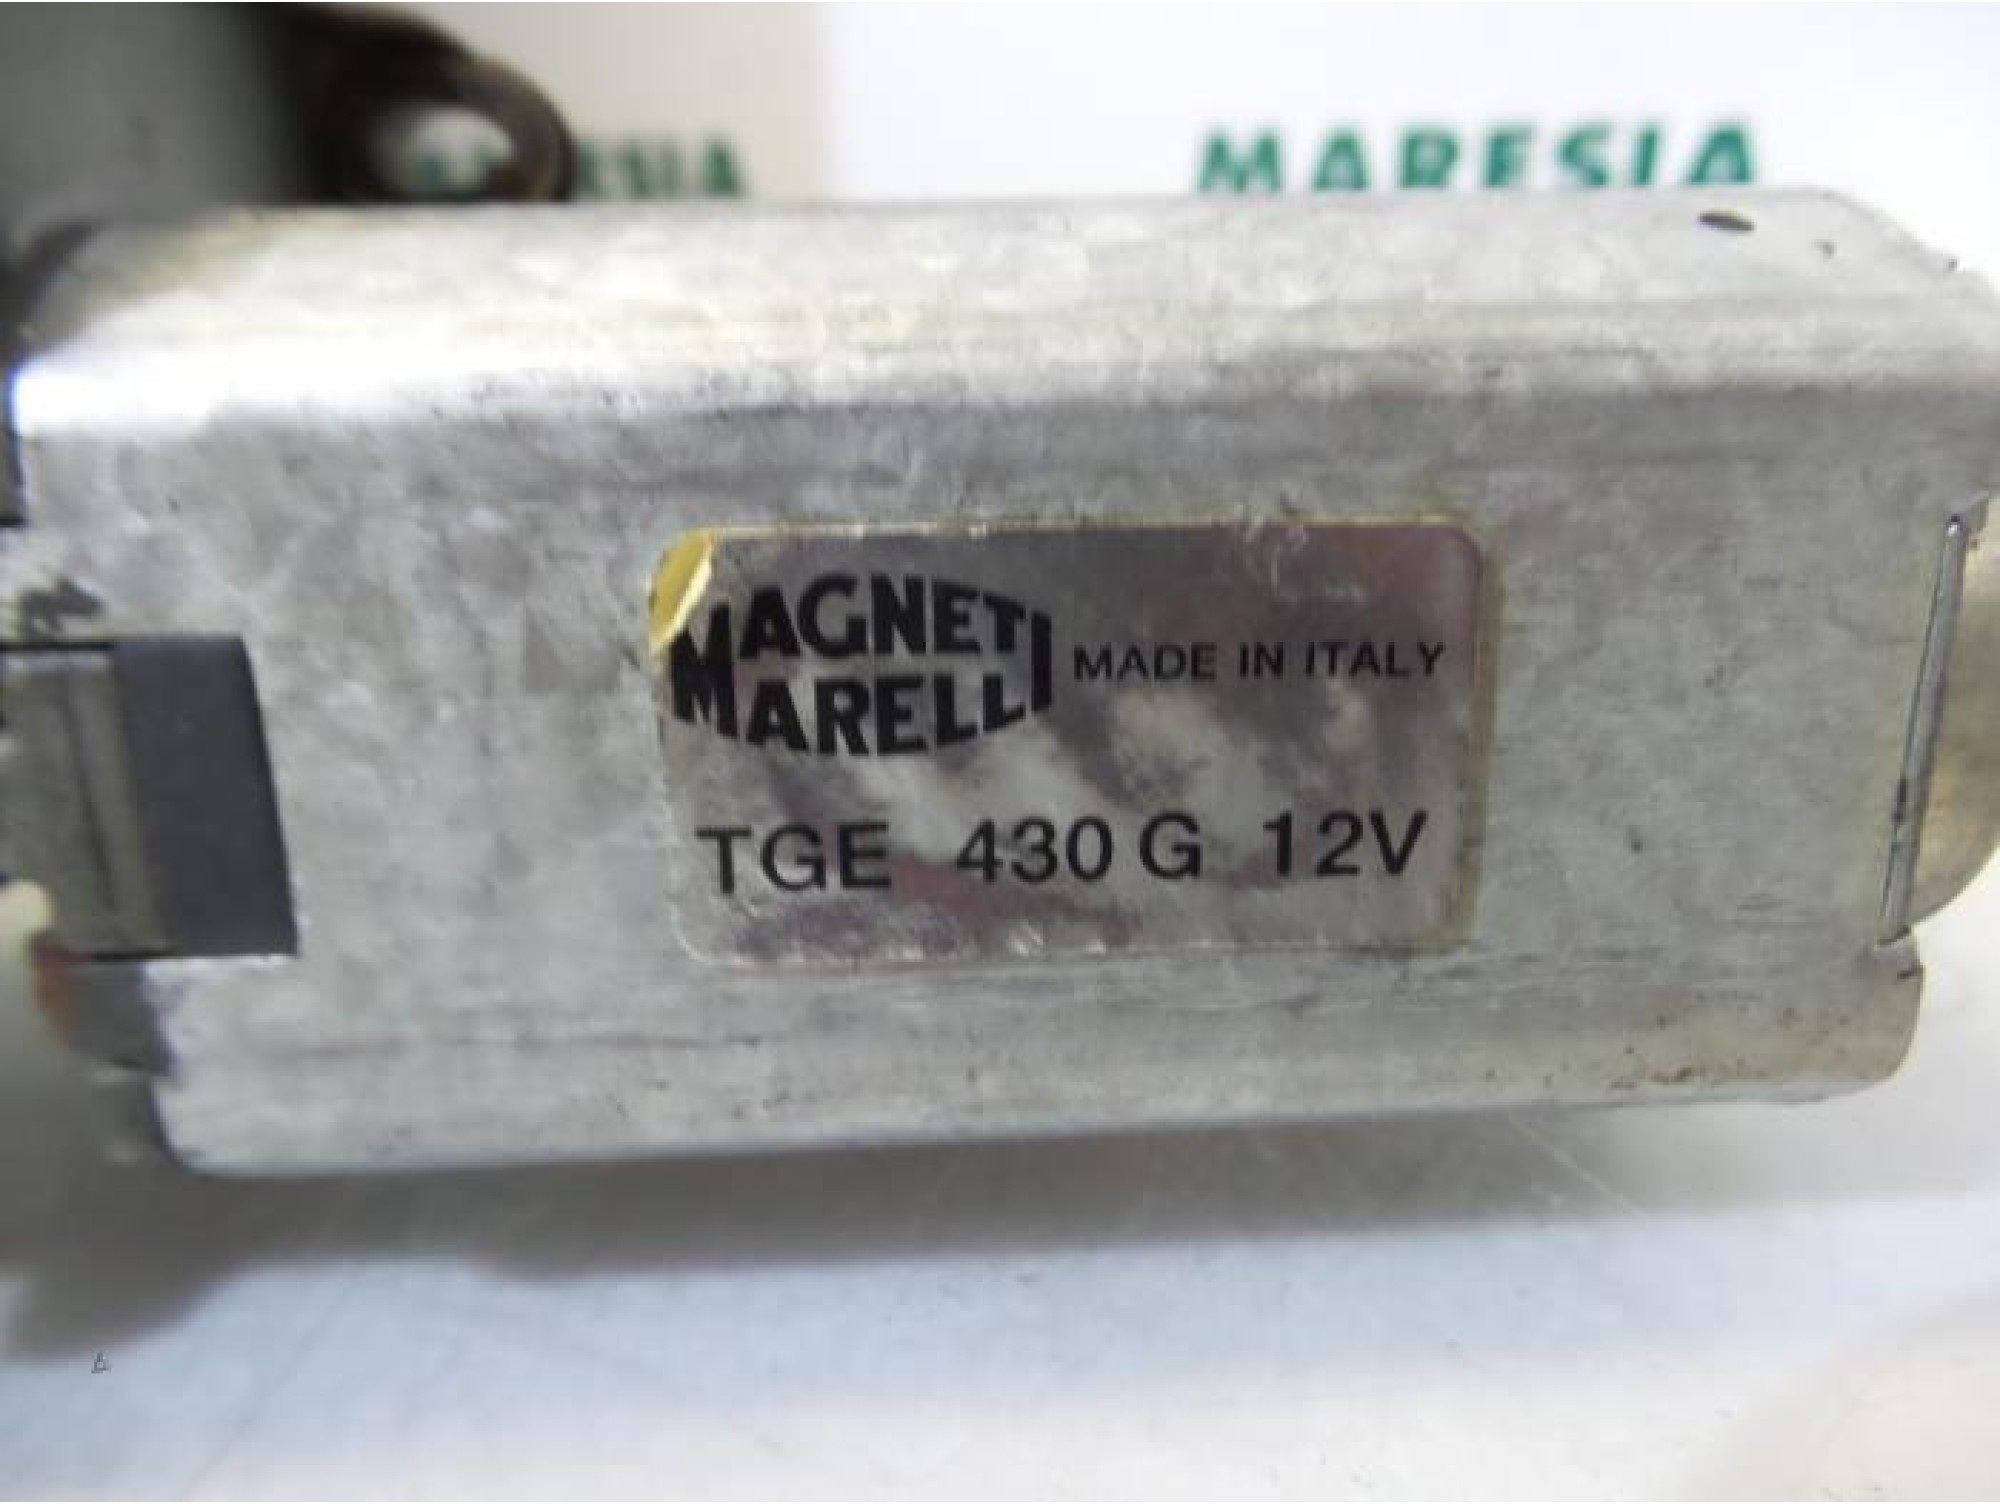 MARESIA
MAGNETI
MARELLI
MADE IN ITALY
TGE 430 G 12V